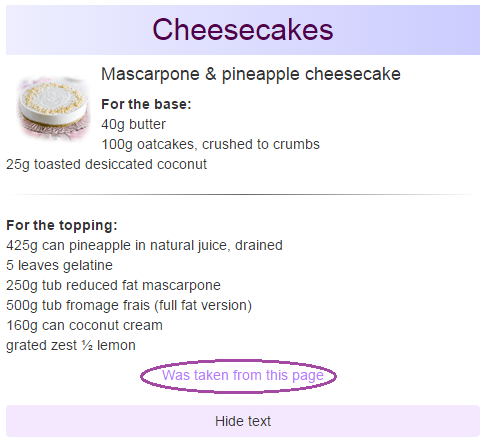 Cheesecakes
Mascarpone & pineapple cheesecake
For the base:
40g butter
100g oatcakes, crushed to crumbs
25g toasted desiccated coconut
For the topping:
425g can pineapple in natural juice, drained
5 leaves gelatine
250g tub reduced fat mascarpone
500g tub fromage frais (full fat version)
160g can coconut cream
grated zest ½ lemon
Was taken from this page
Hide text